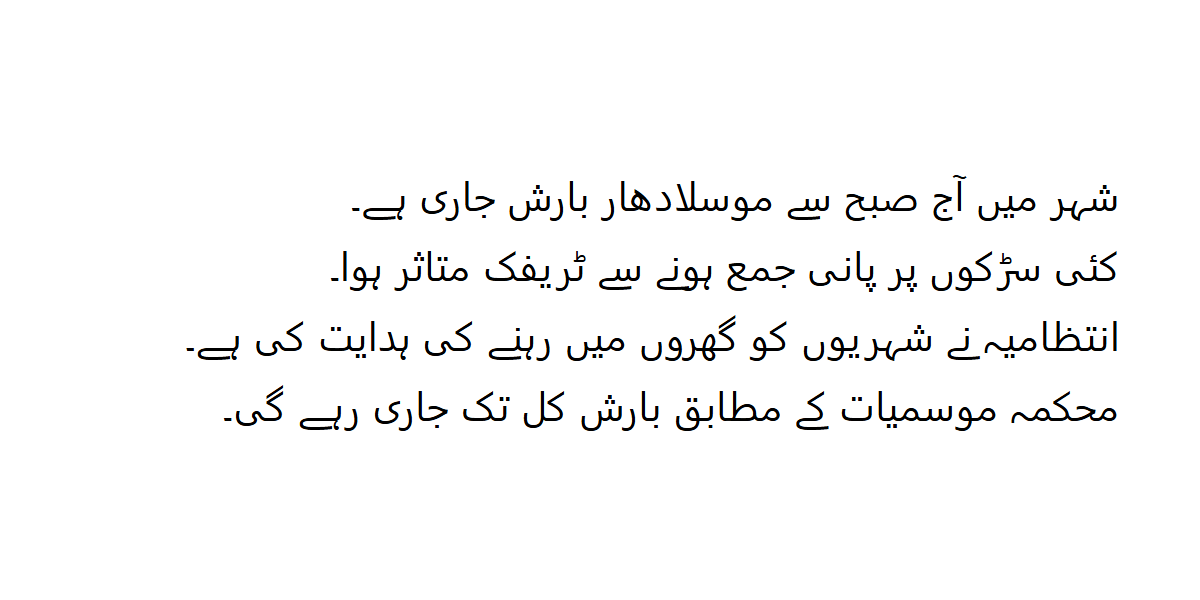 شہر میں آج صبح سے موسلادھار بارش جاری ہے۔
کئی سڑکوں پر پانی جمع ہونے سے ٹریفک متاثر ہوا۔
انتظامیہ نے شہریوں کو گھروں میں رہنے کی ہدایت کی ہے۔
محکمہ موسمیات کے مطابق بارش کل تک جاری رہے گی۔